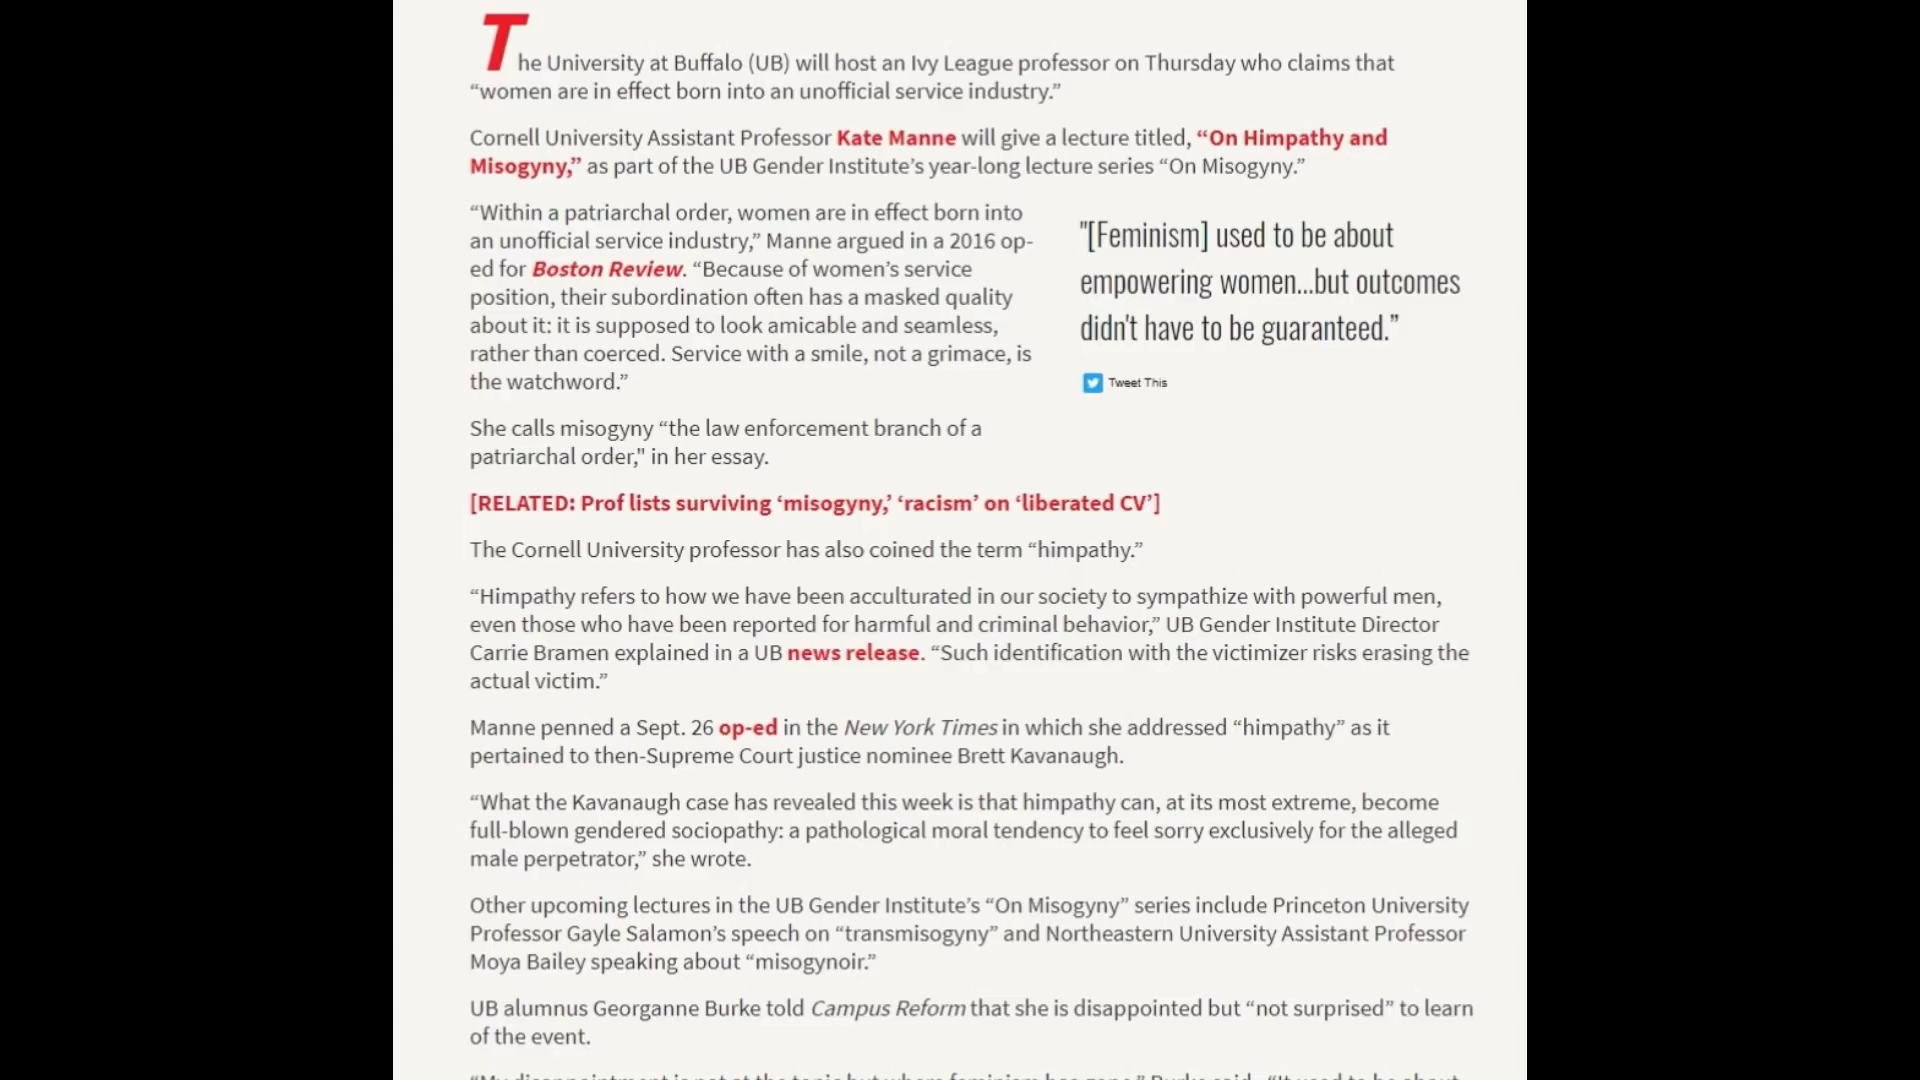 The University at Buffalo (UB) will host an Ivy League professor on Thursday who claims that
“women are in effect born into an unofficial service industry.”
Cornell University Assistant Professor Kate Manne will give a lecture titled, “On Himpathy and
Misogyny,” as part of the UB Gender Institute’s year-long lecture series “On Misogyny.”
“Within a patriarchal order, women are in effect born into
an unofficial service industry,” Manne argued in a 2016 op-
ed for Boston Review. “Because of women’s service
position, their subordination often has a masked quality
about it: it is supposed to look amicable and seamless,
rather than coerced. Service with a smile, not a grimace, is
the watchword.”
"[Feminism] used to be about
empowering women...but outcomes
didn't have to be guaranteed.”
Tweet This
She calls misogyny “the law enforcement branch of a
patriarchal order," in her essay.
[RELATED: Prof lists surviving ‘misogyny,’ ‘racism’ on ‘liberated CV’]
The Cornell University professor has also coined the term “himpathy.”
“Himpathy refers to how we have been acculturated in our society to sympathize with powerful men,
even those who have been reported for harmful and criminal behavior,” UB Gender Institute Director
Carrie Bramen explained in a UB news release. “Such identification with the victimizer risks erasing the
actual victim.”
Manne penned a Sept. 26 op-ed in the New York Times in which she addressed “himpathy” as it
pertained to then-Supreme Court justice nominee Brett Kavanaugh.
“What the Kavanaugh case has revealed this week is that himpathy can, at its most extreme, become
full-blown gendered sociopathy: a pathological moral tendency to feel sorry exclusively for the alleged
male perpetrator,” she wrote.
Other upcoming lectures in the UB Gender Institute’s “On Misogyny” series include Princeton University
Professor Gayle Salamon’s speech on “transmisogyny” and Northeastern University Assistant Professor
Moya Bailey speaking about “misogynoir.”
UB alumnus Georganne Burke told Campus Reform that she is disappointed but “not surprised” to learn
of the event.